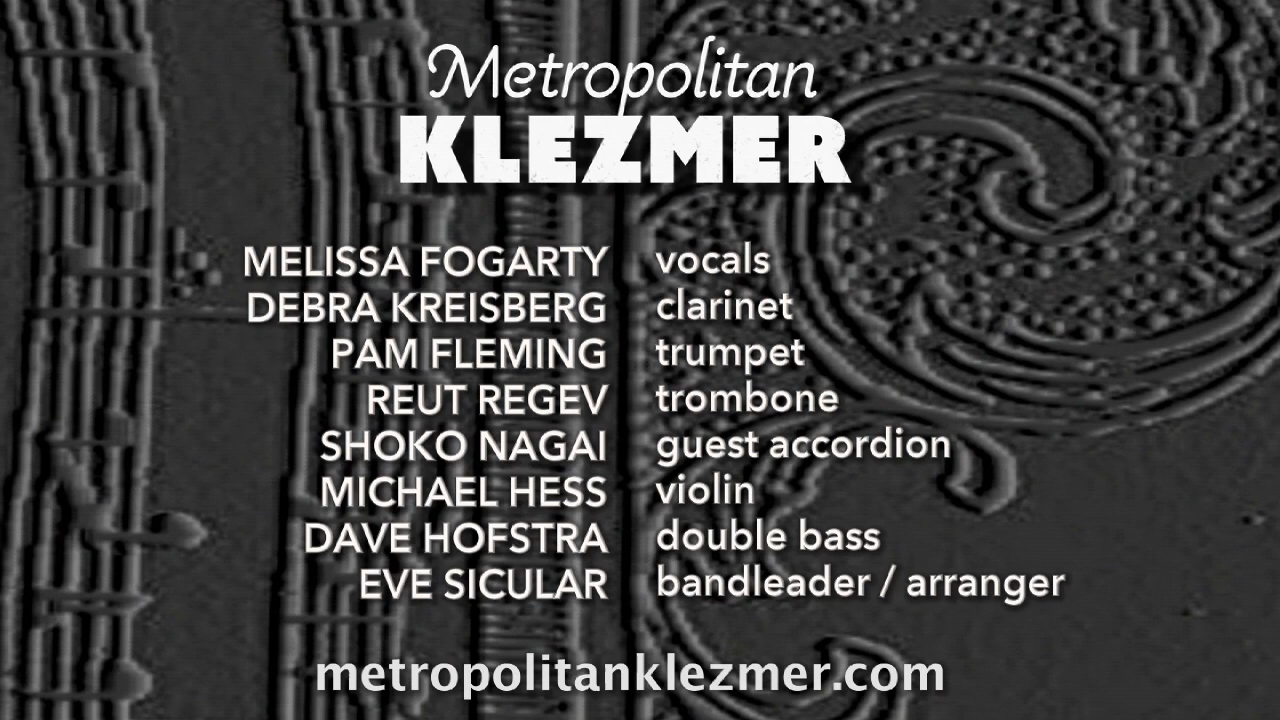 Metropolitan
KLEZMER
MELISSA FOGARTY vocals
DEBRA KREISBERG clarinet
PAM FLEMING trumpet
REUT REGEV trombone
SHOKO NAGAI guest accordion
MICHAEL HESS violin
DAVE HOFSTRA double bass
EVE SICULAR bandleader / arranger
metropolitanklezmer.com